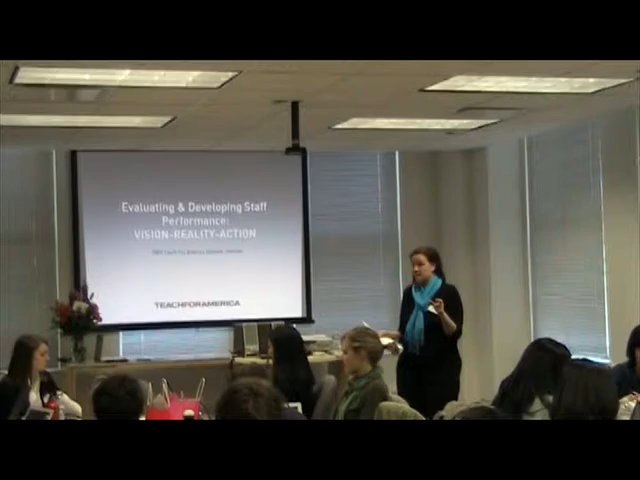 Evaluating & Developing Staff
Performance:
VISION-REALITY-ACTION
TEACHFORAMERICA